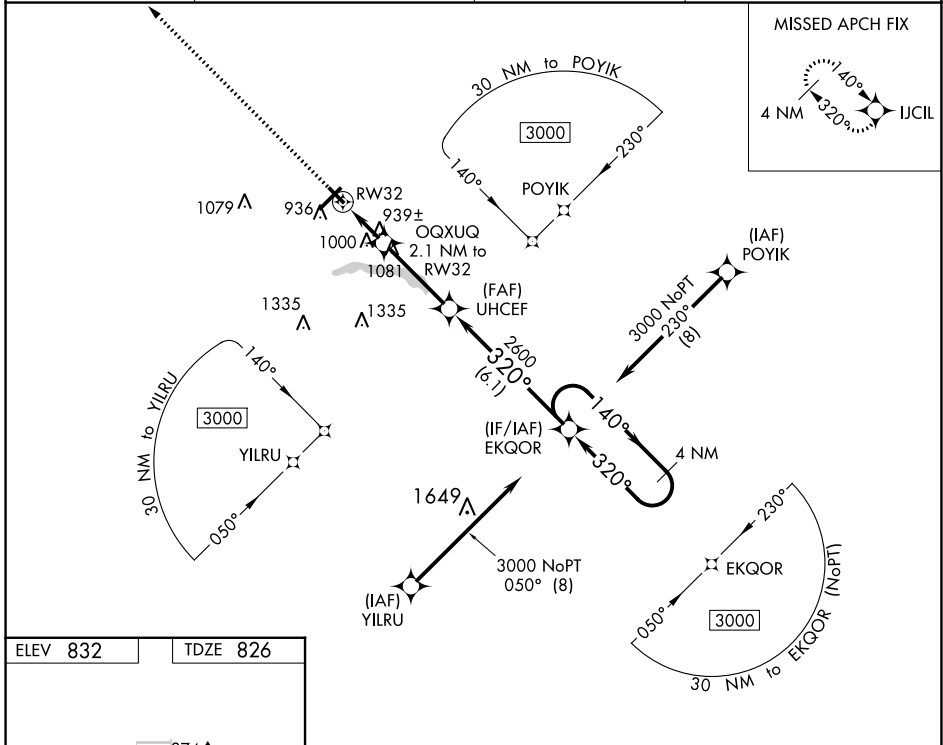 MISSED APCH FIX
140°
320°
4 NM
IJCIL
30 NM to POYIK
3000
140°
230°
POYIK
RW32
1079
936
939±
1000
OQXUQ
2.1 NM to
RW32
1081
(IAF)
POYIK
(FAF)
UHCEF
3000 NoPT
230°
(8)
1335
1335
2600
320°
(6.1)
30 NM to YILRU
140°
3000
YILRU
050°
(IF/IAF)
EKQOR
140°
320°
4 NM
1649
3000 NoPT
050° (8)
(IAF)
YILRU
230°
EKQOR
050°
3000
30 NM to EKQOR (NoPT)
ELEV 832
TDZE 826